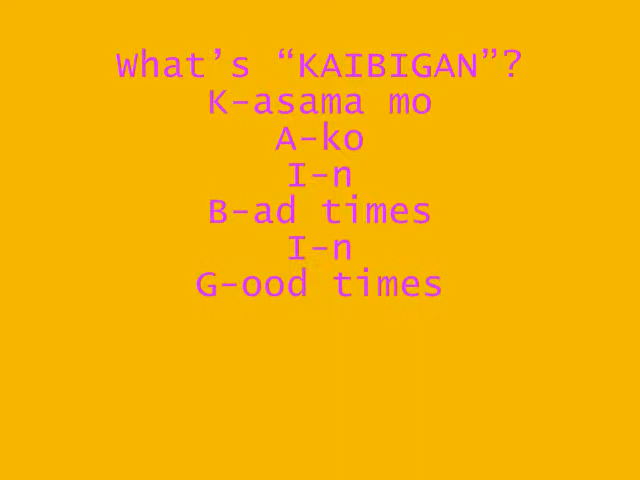 What’s “KAIBIGAN”?
K-asama mo
A-ko
I-n
B-ad times
I-n
G-ood times